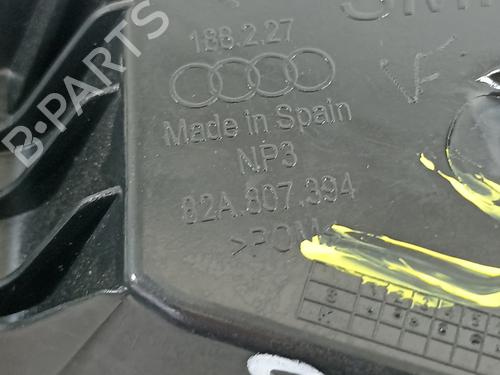 188.2.27
Made in Spain
NP3
82A.807.394
>POM
B-PARTS